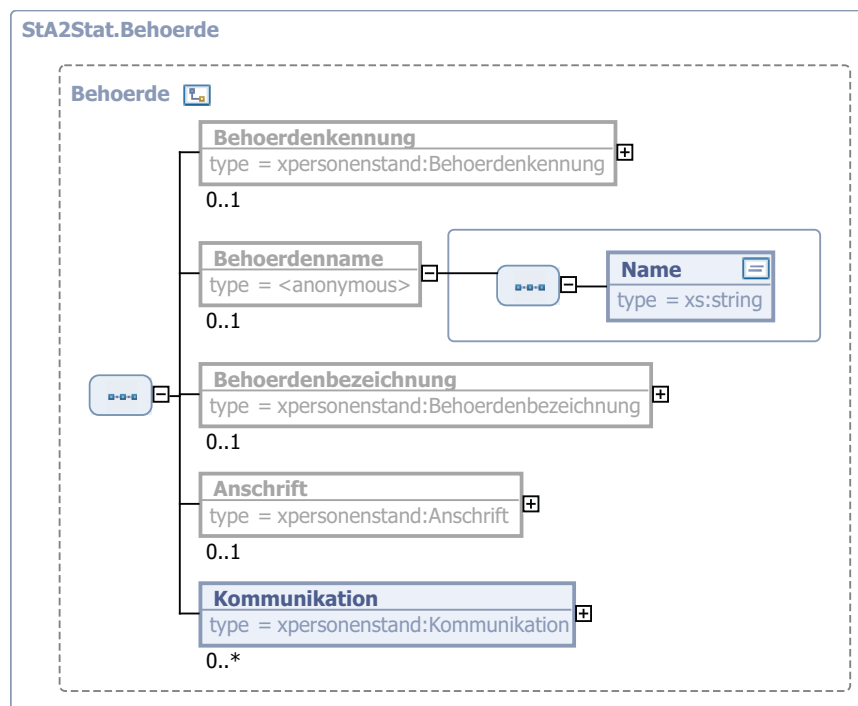 StA2Stat.Behoerde
Behoerde
Behoerdenkennung
type = xpersonenstand:Behoerdenkennung
0..1
Behoerdenname
type = <anonymous>
0..1
Name
type = xs:string
Behoerdenbezeichnung
type = xpersonenstand:Behoerdenbezeichnung
0..1
Anschrift
type = xpersonenstand:Anschrift
0..1
Kommunikation
type = xpersonenstand:Kommunikation
0..*